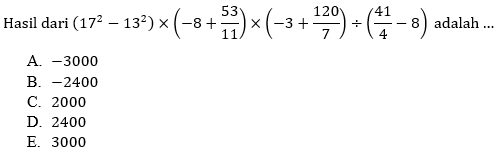 Hasil dari (17² − 13²) × (−8 + 53/11) × (−3 + 120/7) ÷ (41/4 − 8) adalah ...
A. −3000
B. −2400
C. 2000
D. 2400
E. 3000